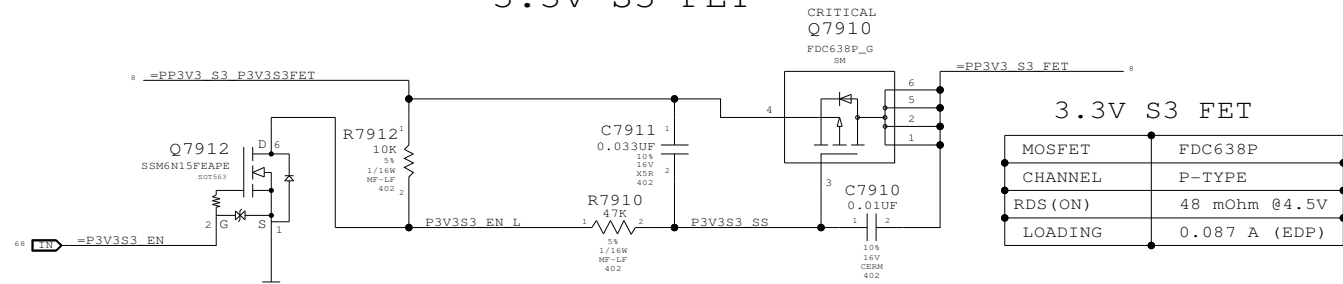 3.3V S3 FET
CRITICAL
Q7910
FDC638P_G
SM
8 =PP3V3_S3_P3V3S3FET
=PP3V3_S3_FET 8
4
6
5
2
1
3
Q7912
SSM6N15FEAPE
SOT563
D 6
2 G S 1
R7912 1
10K
5%
1/16W
MF-LF
402 2
C7911 1
0.033UF
10%
16V
X5R
402
2
R7910
47K
1 2
5%
1/16W
MF-LF
402
C7910
0.01UF
1 2
10%
16V
CERM
402
P3V3S3_EN_L
P3V3S3_SS
68 IN =P3V3S3_EN
3.3V S3 FET
MOSFET FDC638P
CHANNEL P-TYPE
RDS(ON) 48 mOhm @4.5V
LOADING 0.087 A (EDP)